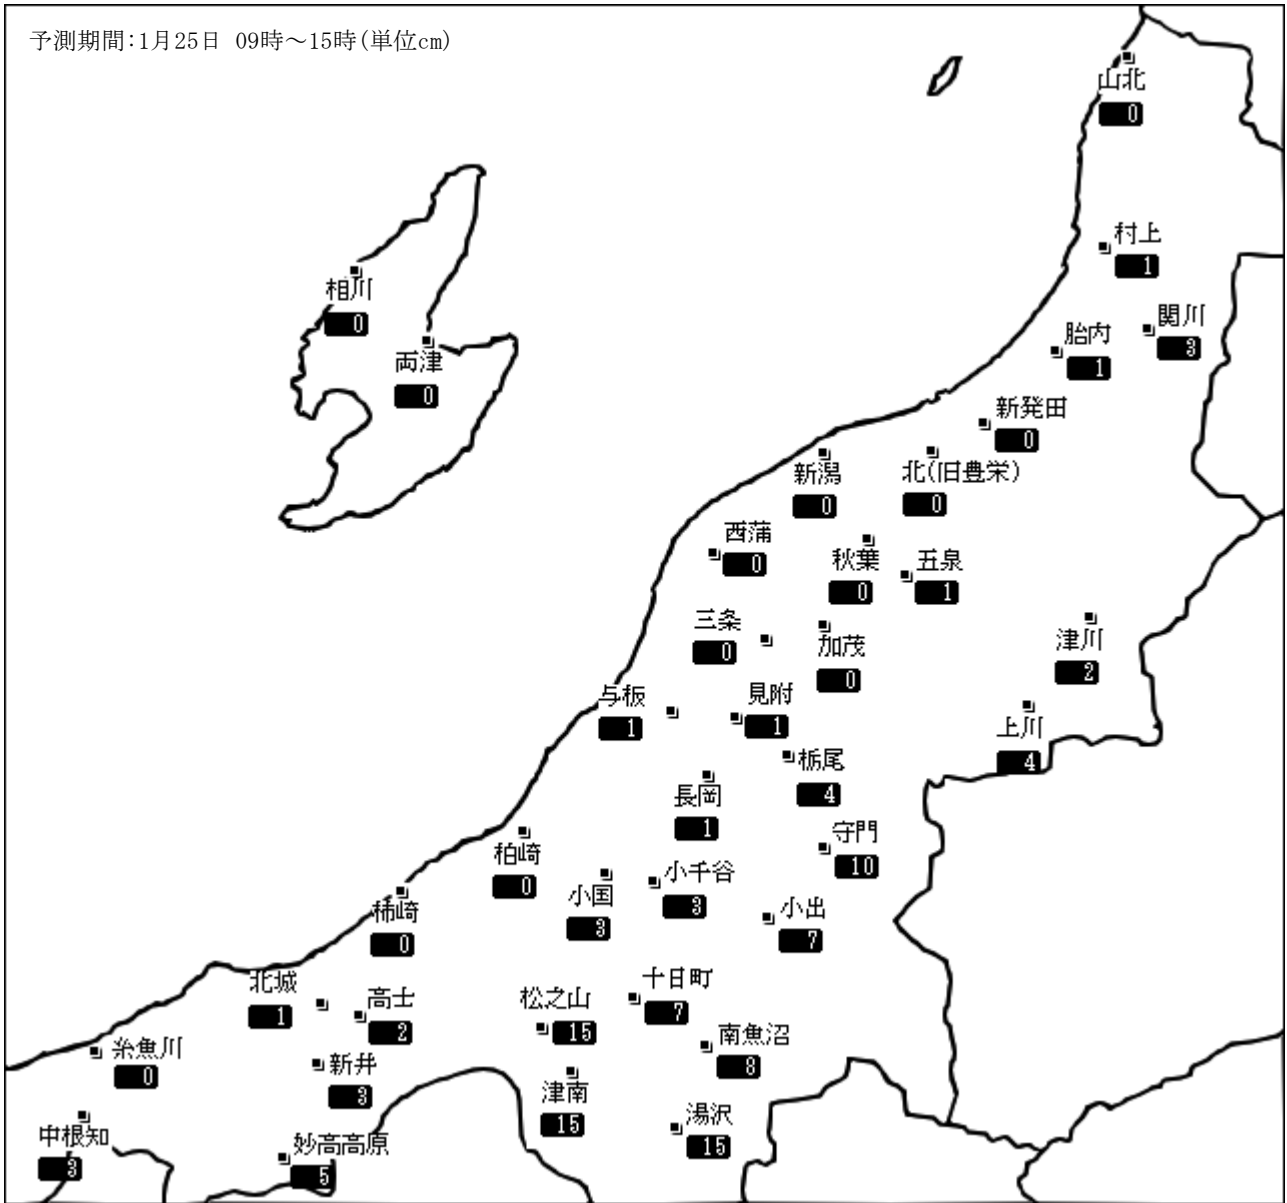 予測期間:1月25日 09時～15時(単位cm)
山北
0
村上
1
相川
0
関川
3
胎内
1
両津
0
新発田
0
新潟
0
北(旧豊栄)
0
西蒲
0
秋葉
0
五泉
1
三条
0
加茂
0
津川
2
与板
1
見附
1
上川
4
栃尾
4
長岡
1
守門
10
柏崎
0
小千谷
3
小国
3
小出
7
柿崎
0
北城
1
高士
2
松之山
15
十日町
7
南魚沼
8
糸魚川
0
新井
3
津南
15
湯沢
15
中根知
3
妙高高原
5